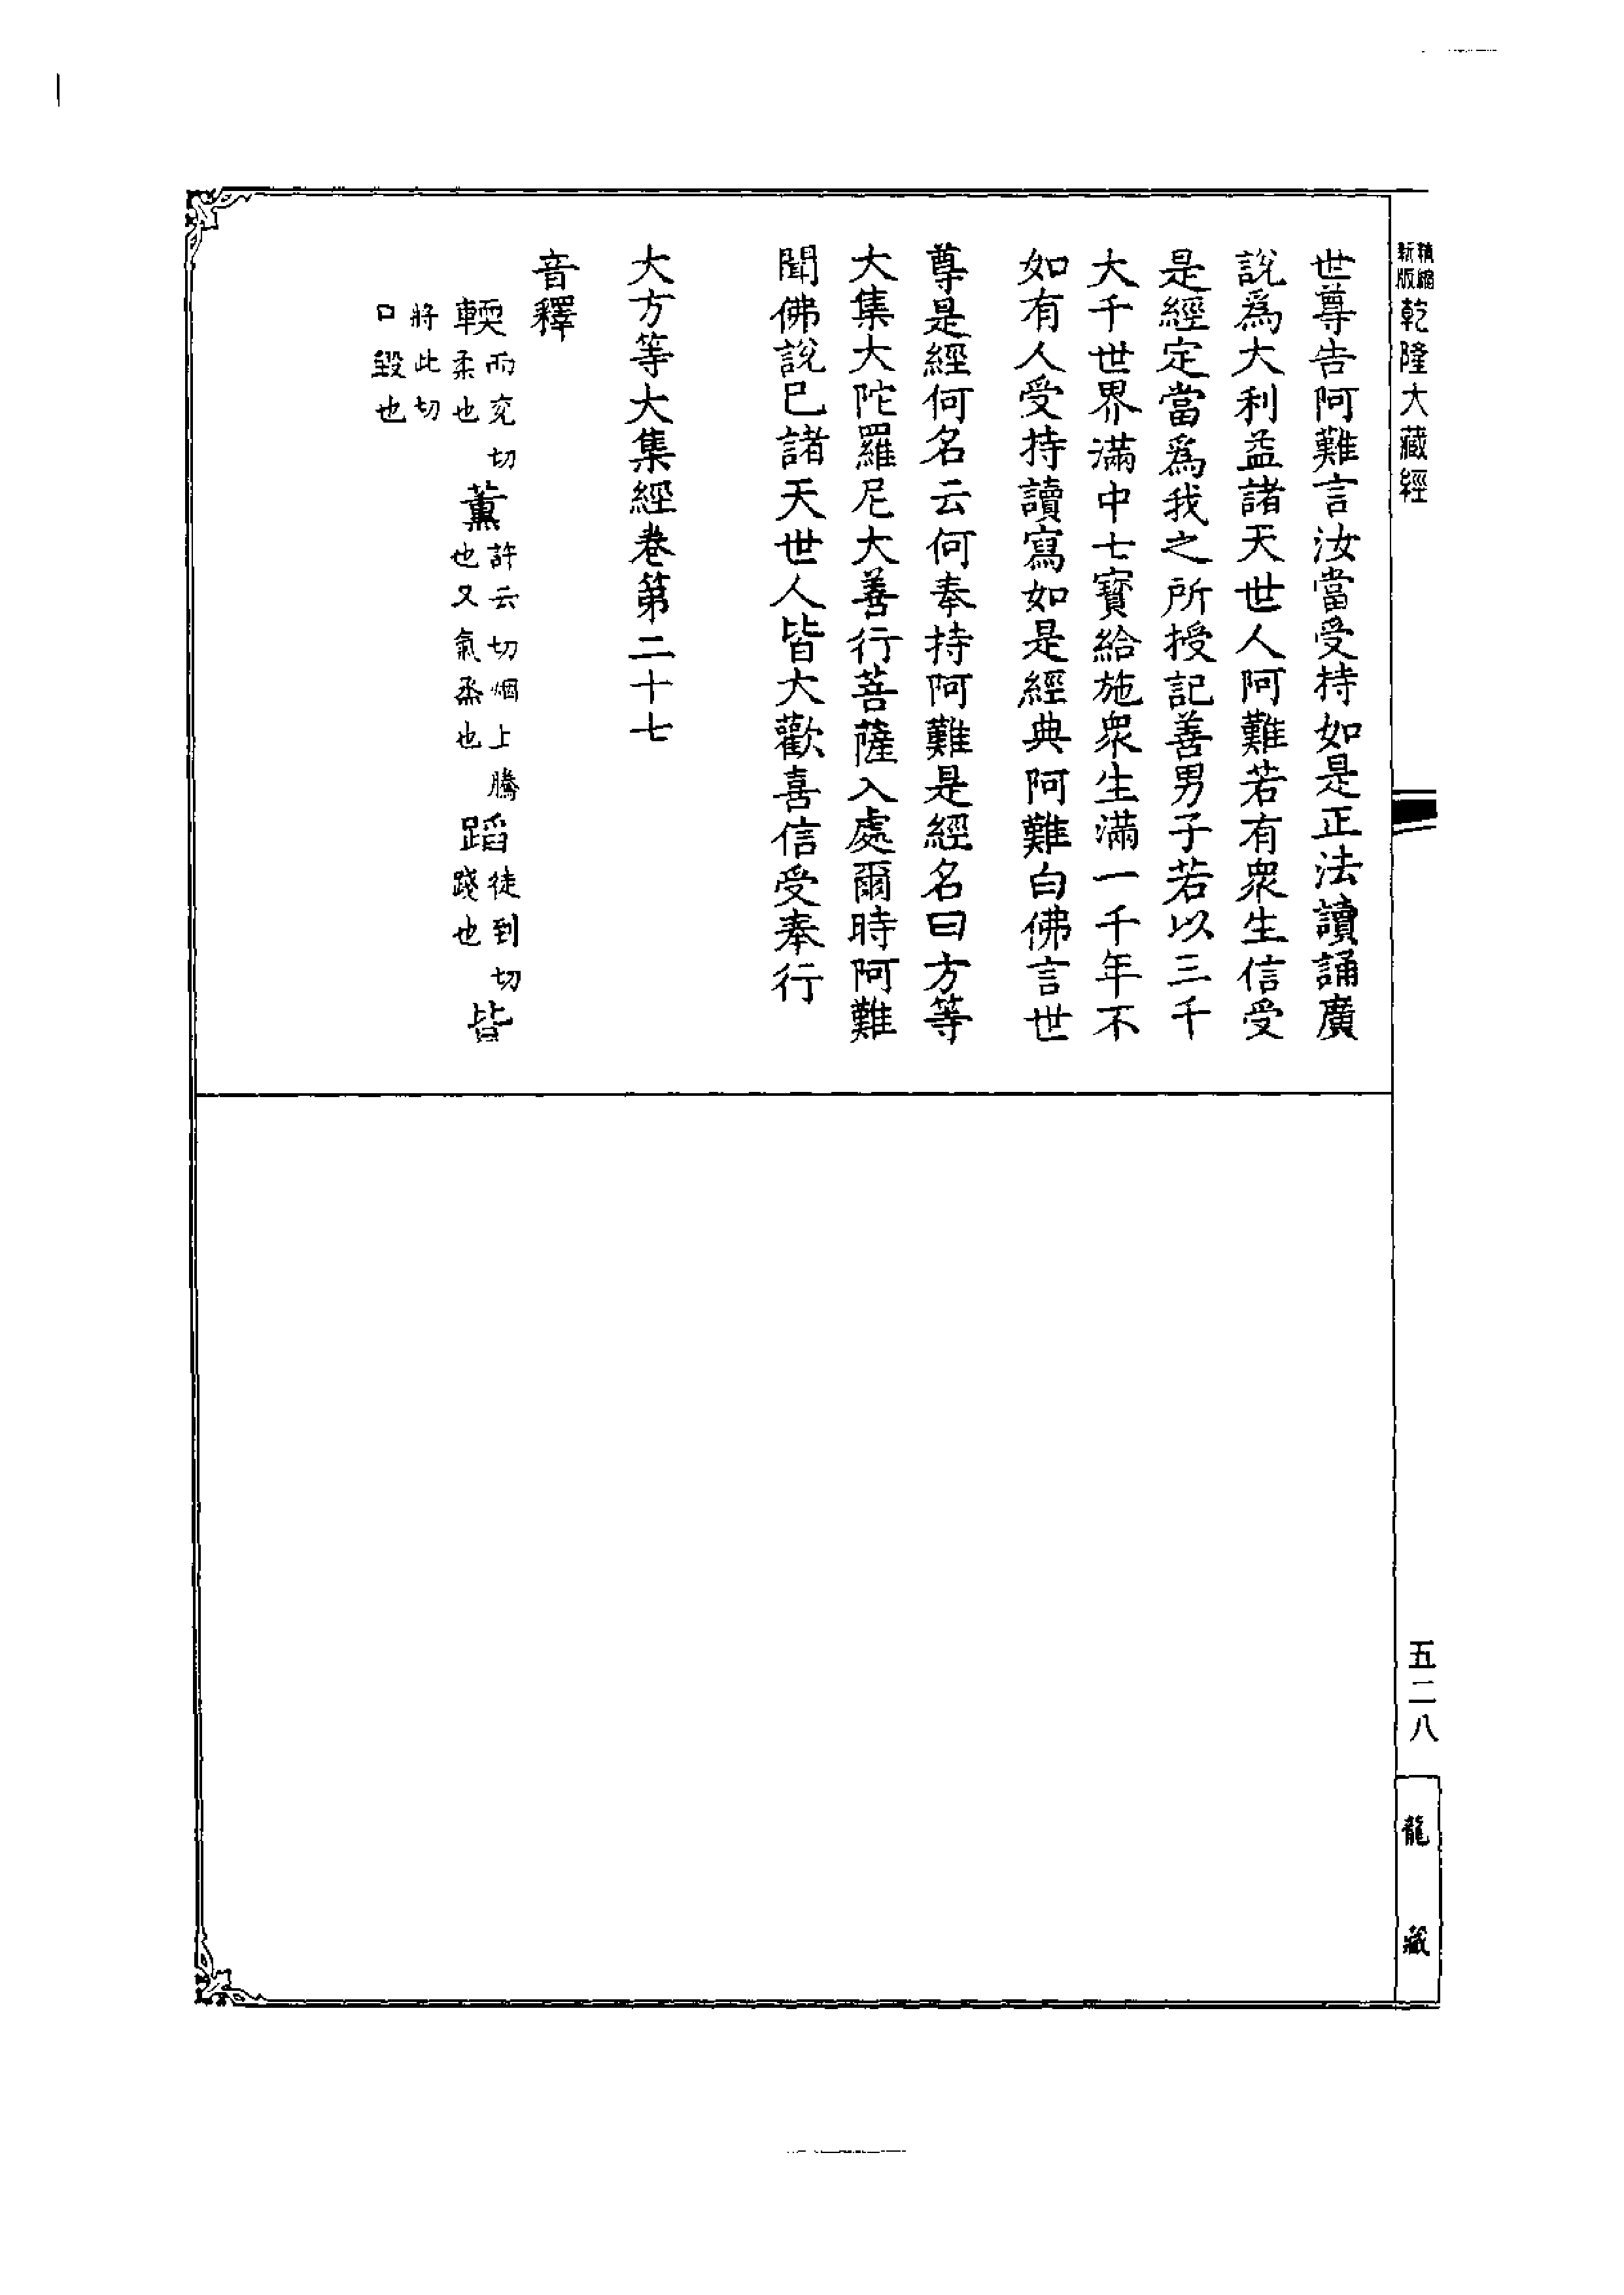 新版精縮乾隆大藏經
世尊告阿難言汝當受持如是正法讀誦廣
說爲大利益諸天世人阿難若有衆生信受
是經定當爲我之所授記善男子若以三千
大千世界滿中七寶給施衆生滿一千年不
如有人受持讀寫如是經典阿難白佛言世
尊是經何名云何奉持阿難是經名曰方等
大集大陀羅尼大善行菩薩入處爾時阿難
聞佛說已諸天世人皆大歡喜信受奉行
大方等大集經卷第二十七
音釋
輭而兗切柔也薰許云切烟上騰也又氣烝也蹈徒到切踐也訾
將此切口毀也
五二八
龍藏